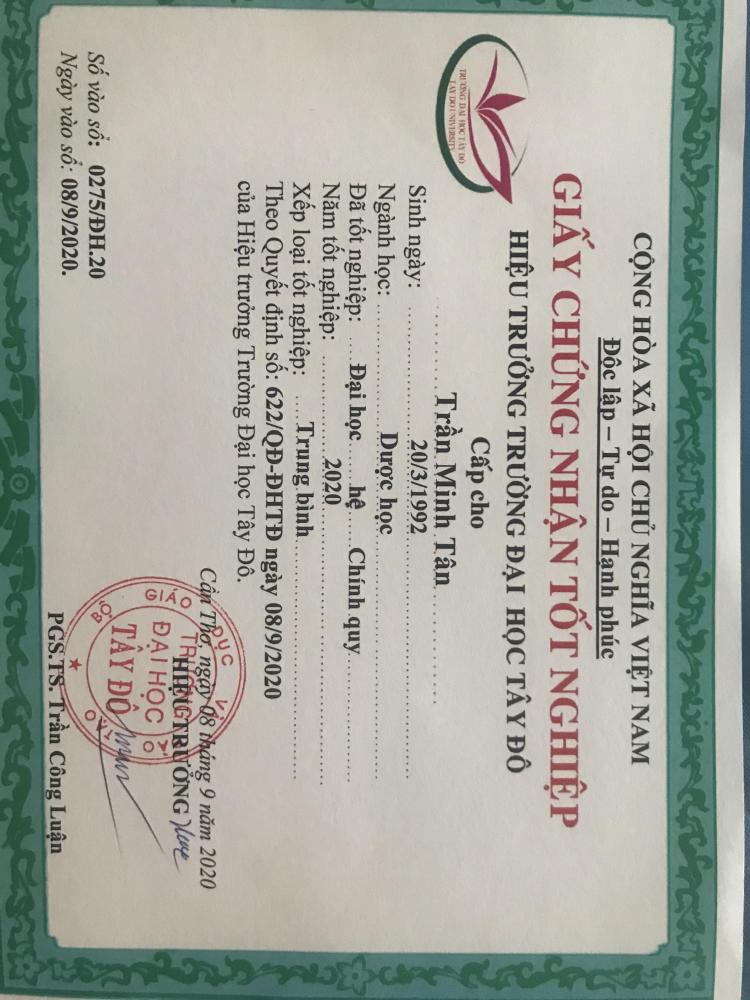 CỘNG HÒA XÃ HỘI CHỦ NGHĨA VIỆT NAM
Độc lập – Tự do – Hạnh phúc
GIẤY CHỨNG NHẬN TỐT NGHIỆP
HIỆU TRƯỞNG TRƯỜNG ĐẠI HỌC TÂY ĐÔ
TRƯỜNG ĐẠI HỌC TÂY ĐÔ
TAY DO UNIVERSITY
Cấp cho
Trần Minh Tân
Sinh ngày: 20/3/1992
Ngành học: Dược học
Đã tốt nghiệp: Đại học hệ Chính quy
Năm tốt nghiệp: 2020
Xếp loại tốt nghiệp: Trung bình
Theo Quyết định số: 622/QĐ-ĐHTĐ ngày 08/9/2020
của Hiệu trưởng Trường Đại học Tây Đô.
Cần Thơ, ngày 08 tháng 9 năm 2020
HIỆU TRƯỞNG
BỘ GIÁO DỤC VÀ ĐÀO TẠO
TRƯỜNG
ĐẠI HỌC
TÂY ĐÔ
PGS.TS. Trần Công Luận
Số vào sổ: 0275/ĐH.20
Ngày vào sổ: 08/9/2020.